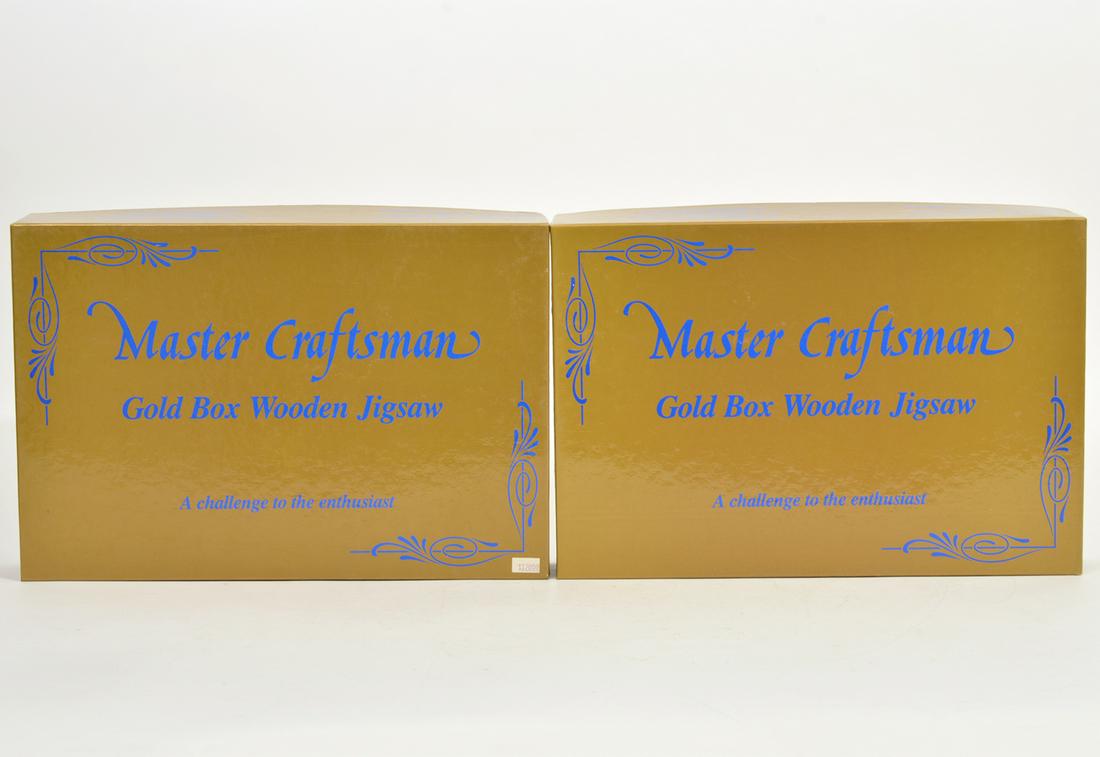 Master Craftsman
Gold Box Wooden Jigsaw
A challenge to the enthusiast
Master Craftsman
Gold Box Wooden Jigsaw
A challenge to the enthusiast